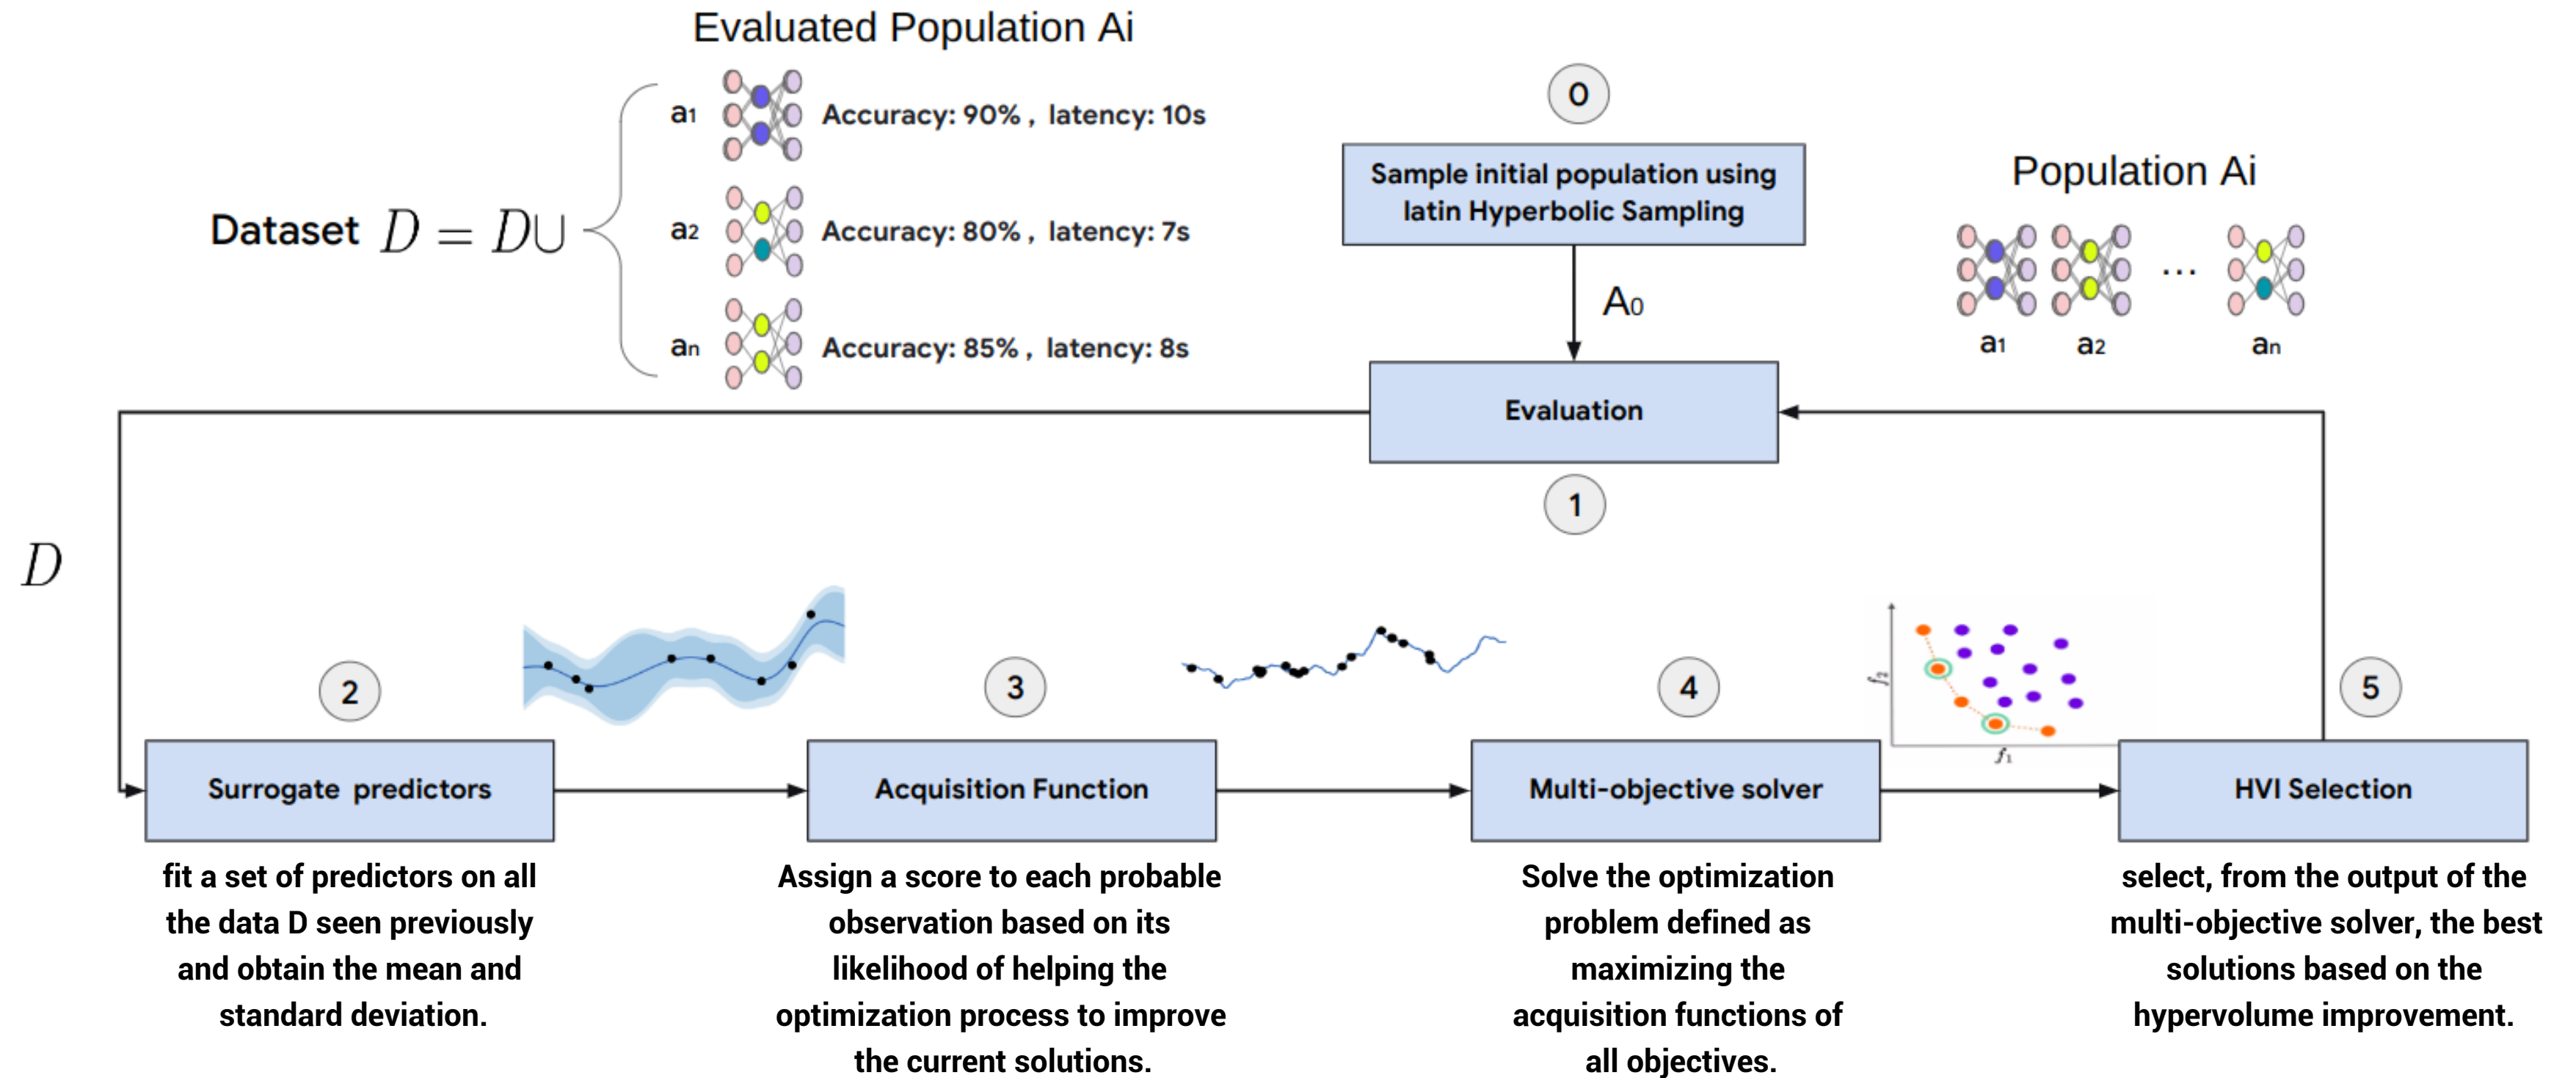 Evaluated Population Ai
a1
Accuracy: 90% , latency: 10s
a2
Accuracy: 80% , latency: 7s
an
Accuracy: 85% , latency: 8s
Dataset D = D∪
0
Sample initial population using
latin Hyperbolic Sampling
A0
Population Ai
...
a1 a2 an
Evaluation
1
D
2
Surrogate predictors
fit a set of predictors on all
the data D seen previously
and obtain the mean and
standard deviation.
3
Acquisition Function
Assign a score to each probable
observation based on its
likelihood of helping the
optimization process to improve
the current solutions.
4
Multi-objective solver
Solve the optimization
problem defined as
maximizing the
acquisition functions of
all objectives.
f2
f1
5
HVI Selection
select, from the output of the
multi-objective solver, the best
solutions based on the
hypervolume improvement.